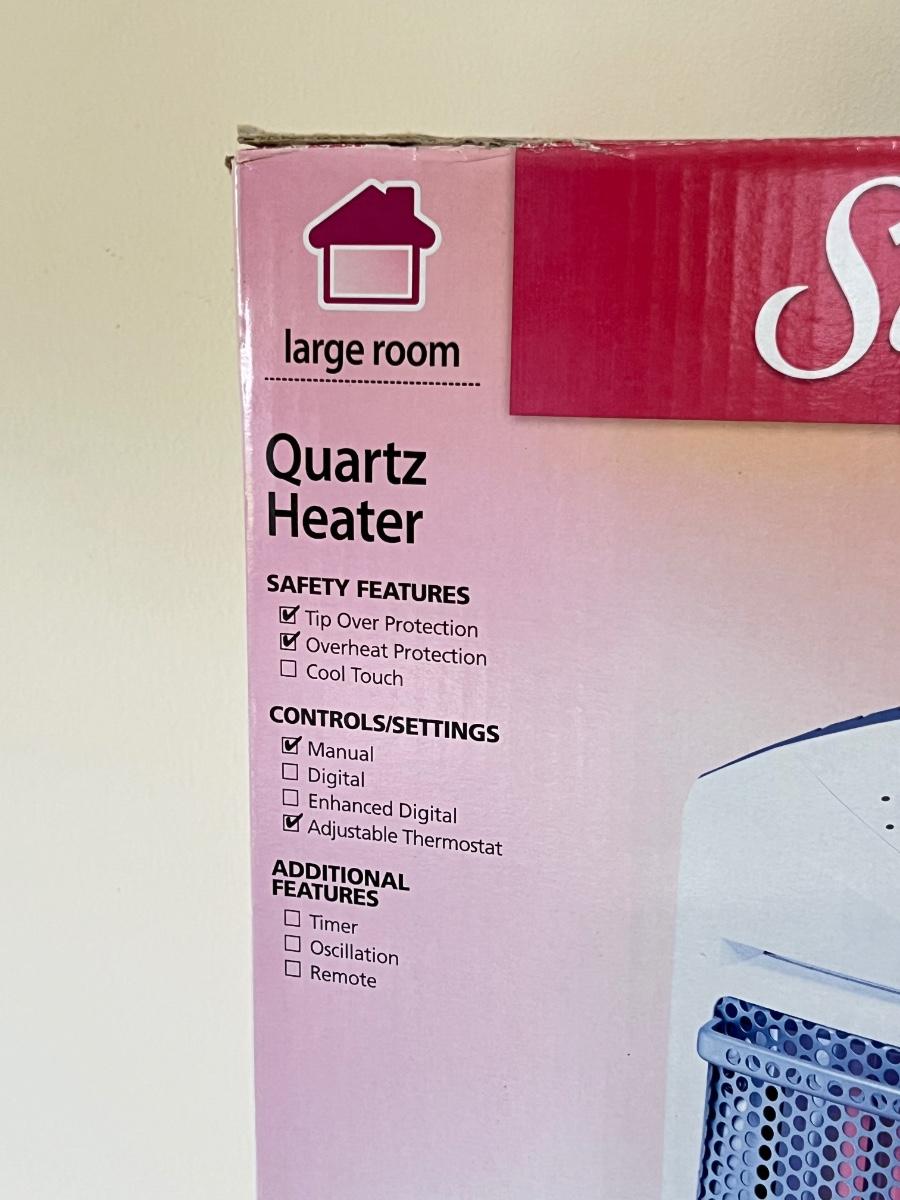 large room
Quartz
Heater
SAFETY FEATURES
☑ Tip Over Protection
☑ Overheat Protection
☐ Cool Touch
CONTROLS/SETTINGS
☑ Manual
☐ Digital
☐ Enhanced Digital
☑ Adjustable Thermostat
ADDITIONAL
FEATURES
☐ Timer
☐ Oscillation
☐ Remote